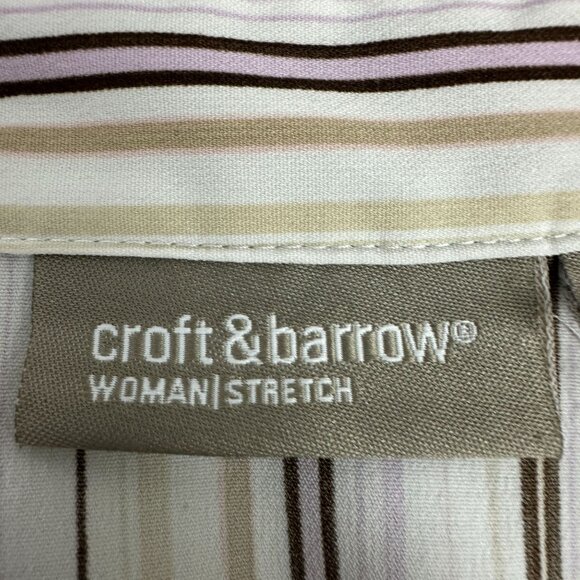 croft & barrow®
WOMAN | STRETCH